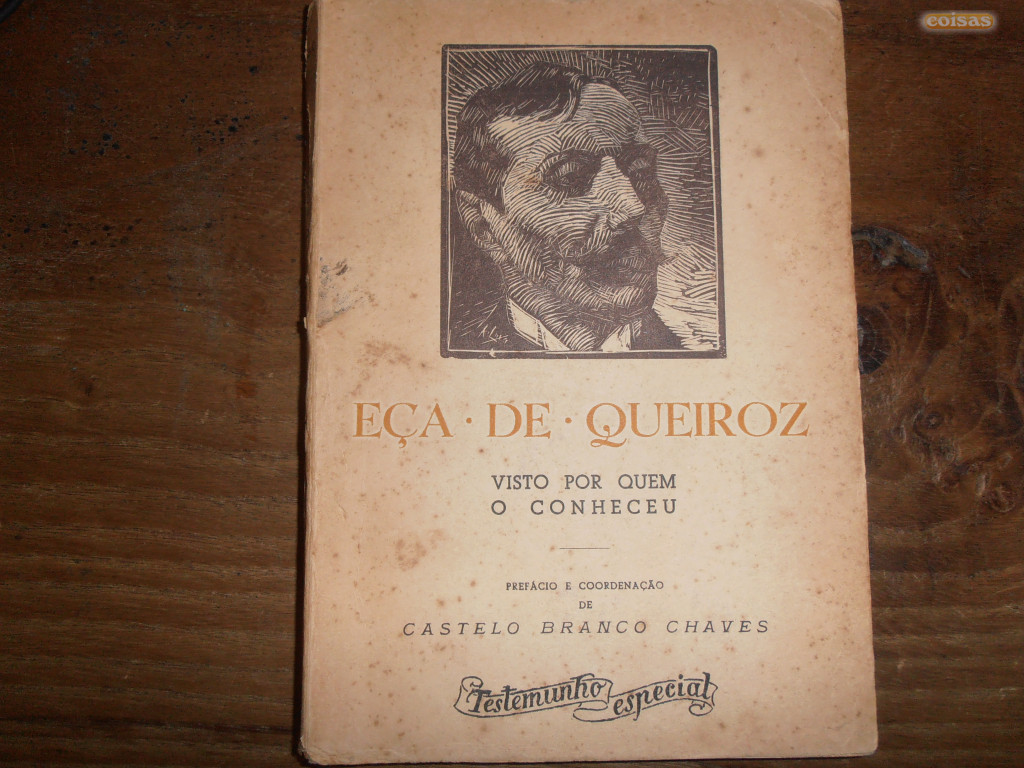 coisas
EÇA · DE · QUEIROZ
VISTO POR QUEM
O CONHECEU
PREFÁCIO E COORDENAÇÃO
DE
CASTELO BRANCO CHAVES
Testemunho especial